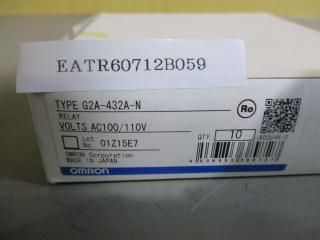 EATR60712B059
TYPE G2A-432A-N
RELAY
VOLTS AC100/110V
Lot No 01Z15E7
QTY 10
OMRON Corporation
MADE IN JAPAN
OMRON
Ro